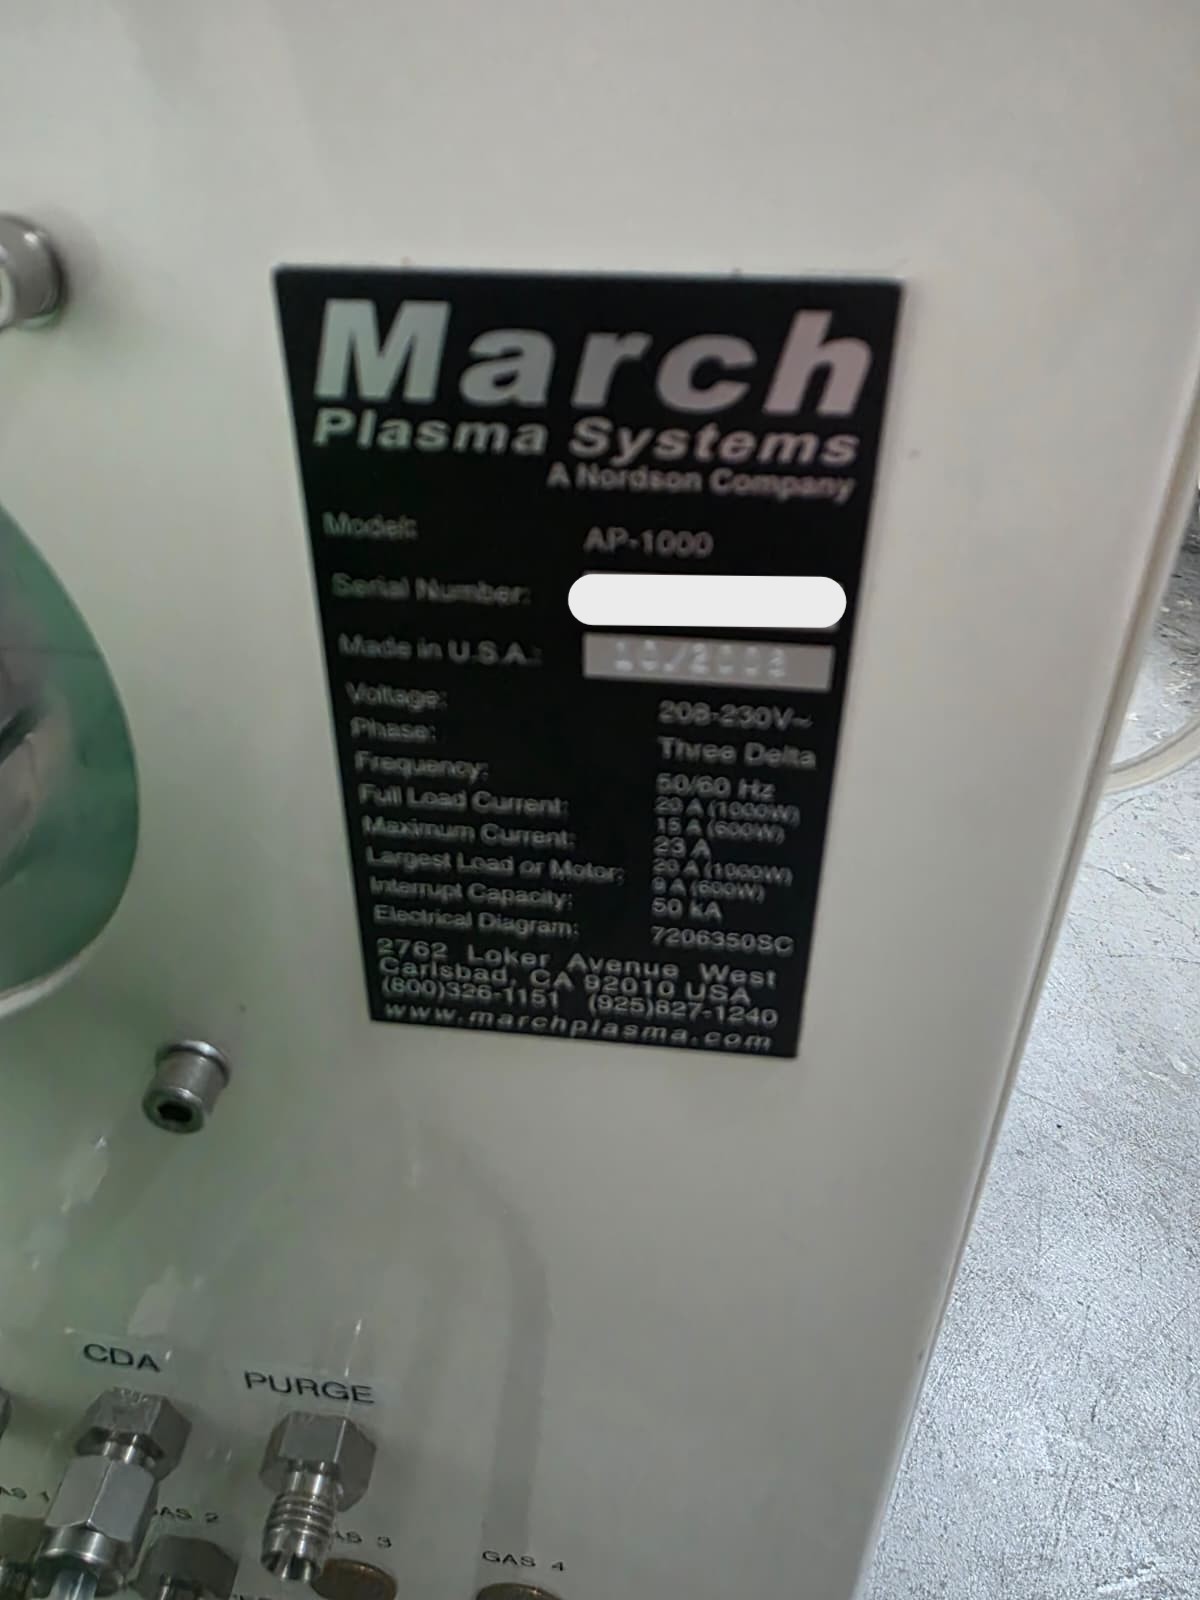 March
Plasma Systems
A Nordson Company
Model: AP-1000
Serial Number:
Made in U.S.A.: 10/2008
Voltage: 208-230V~
Phase: Three Delta
Frequency: 50/60 Hz
Full Load Current: 20 A (1000W)
15 A (600W)
Maximum Current: 23 A
Largest Load or Motor: 20 A (1000W)
9 A (600W)
Interrupt Capacity: 50 kA
Electrical Diagram: 7206350SC
2762 Loker Avenue West
Carlsbad, CA 92010 USA
(800)326-1151 (925)827-1240
www.marchplasma.com
CDA
PURGE
GAS 4